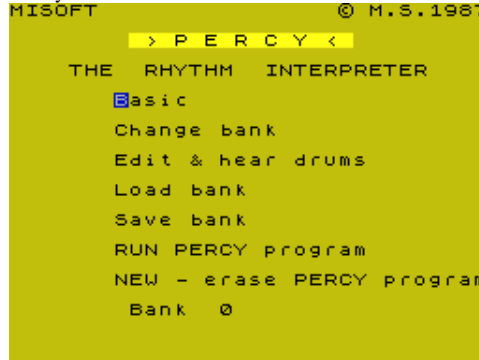 MISOFT © M.S.1987
> P E R C Y <
THE RHYTHM INTERPRETER
Basic
Change bank
Edit & hear drums
Load bank
Save bank
RUN PERCY program
NEW - erase PERCY program
Bank 0